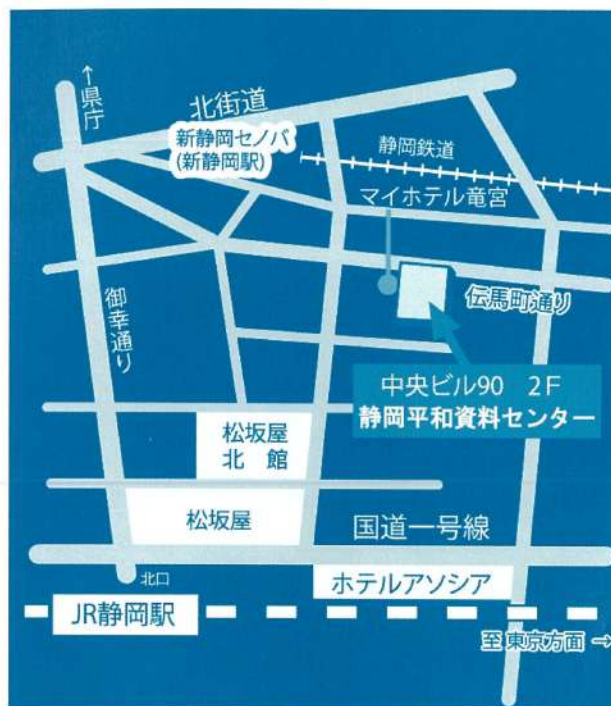 ↑県庁
北街道
新静岡セノバ
(新静岡駅)
静岡鉄道
マイホテル竜宮
御幸通り
伝馬町通り
中央ビル90 2F
静岡平和資料センター
松坂屋
北 館
松坂屋
国道一号線
北口
ホテルアソシア
JR静岡駅
至 東京方面 →